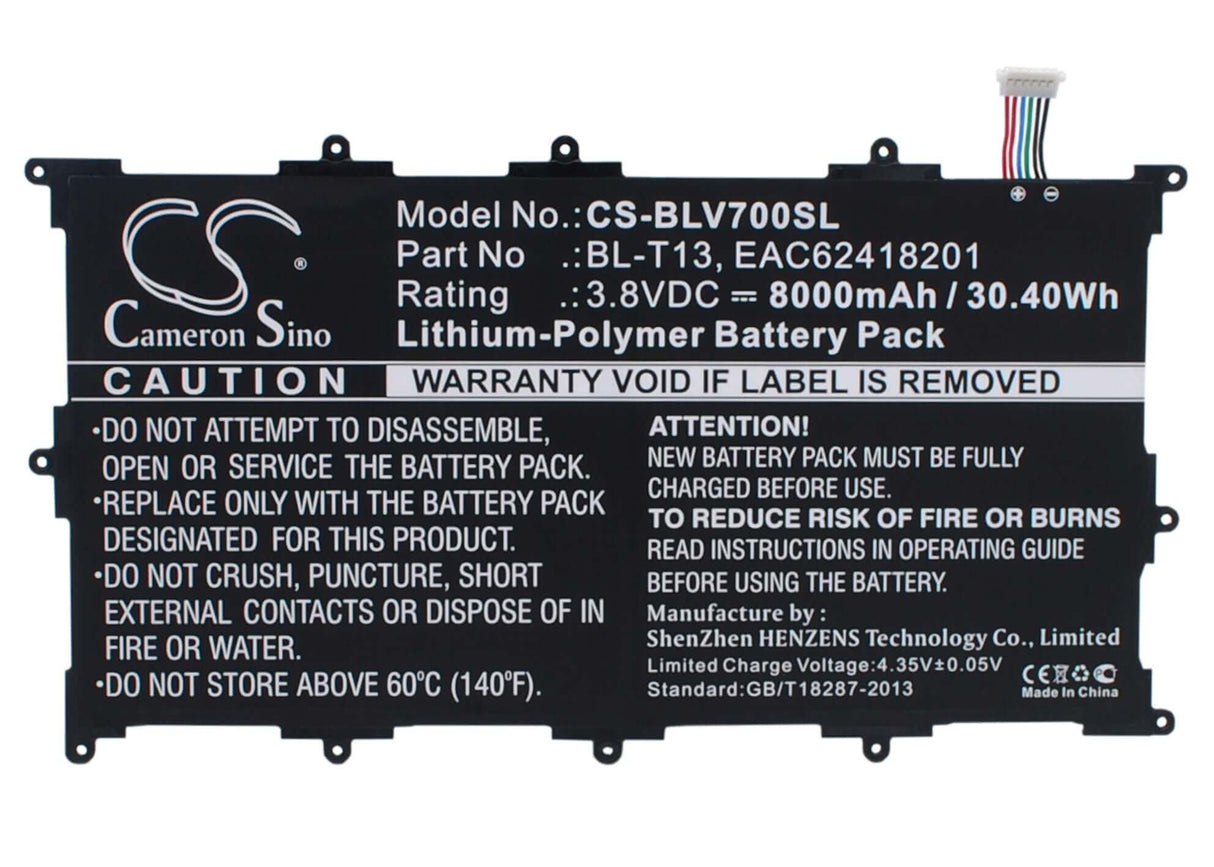 Cameron Sino
®
Model No.:CS-BLV700SL
Part No .:BL-T13, EAC62418201
Rating .:3.8VDC ⎓ 8000mAh / 30.40Wh
Lithium-Polymer Battery Pack
CAUTION WARRANTY VOID IF LABEL IS REMOVED
•DO NOT ATTEMPT TO DISASSEMBLE,
OPEN OR SERVICE THE BATTERY PACK.
•REPLACE ONLY WITH THE BATTERY PACK
DESIGNATED FOR THIS PRODUCT.
•DO NOT CRUSH, PUNCTURE, SHORT
EXTERNAL CONTACTS OR DISPOSE OF IN
FIRE OR WATER.
•DO NOT STORE ABOVE 60°C (140°F).
ATTENTION!
NEW BATTERY PACK MUST BE FULLY
CHARGED BEFORE USE.
TO REDUCE RISK OF FIRE OR BURNS
READ INSTRUCTIONS IN OPERATING GUIDE
BEFORE USING THE BATTERY.
Manufacture by :
ShenZhen HENZENS Technology Co., Limited
Limited Charge Voltage:4.35V±0.05V
Standard:GB/T18287-2013
CE
Made In China
+ −